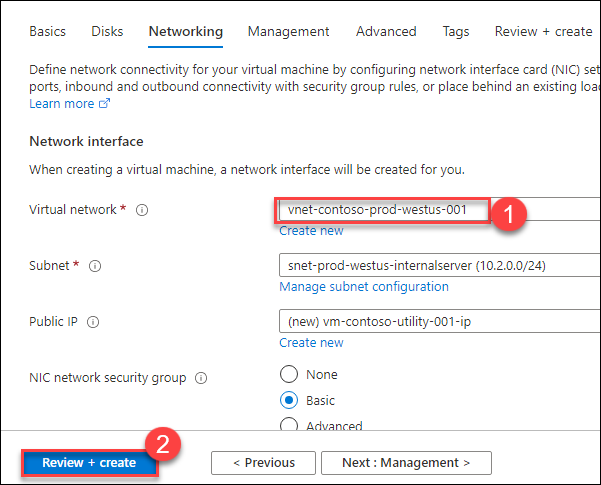 Basics Disks Networking Management Advanced Tags Review + create
Define network connectivity for your virtual machine by configuring network interface card (NIC) set
ports, inbound and outbound connectivity with security group rules, or place behind an existing loa
Learn more
Network interface
When creating a virtual machine, a network interface will be created for you.
Virtual network * vnet-contoso-prod-westus-001 1
Create new
Subnet * snet-prod-westus-internalserver (10.2.0.0/24)
Manage subnet configuration
Public IP (new) vm-contoso-utility-001-ip
Create new
NIC network security group None
Basic
Advanced
2
Review + create < Previous Next : Management >